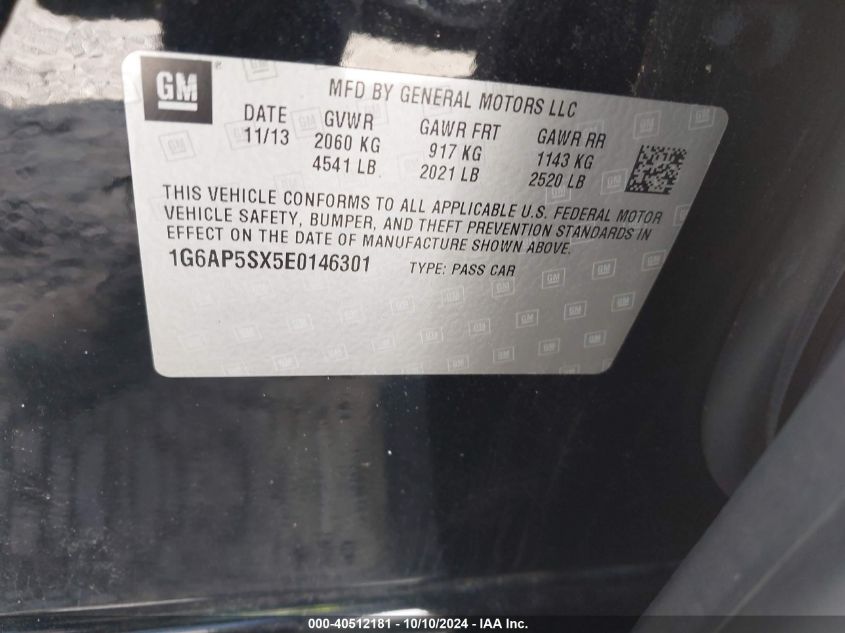 GM
MFD BY GENERAL MOTORS LLC
DATE GVWR GAWR FRT GAWR RR
11/13 2060 KG 917 KG 1143 KG
4541 LB 2021 LB 2520 LB
THIS VEHICLE CONFORMS TO ALL APPLICABLE U.S. FEDERAL MOTOR
VEHICLE SAFETY, BUMPER, AND THEFT PREVENTION STANDARDS IN
EFFECT ON THE DATE OF MANUFACTURE SHOWN ABOVE.
1G6AP5SX5E0146301 TYPE: PASS CAR
000-40512181 - 10/10/2024 - IAA Inc.